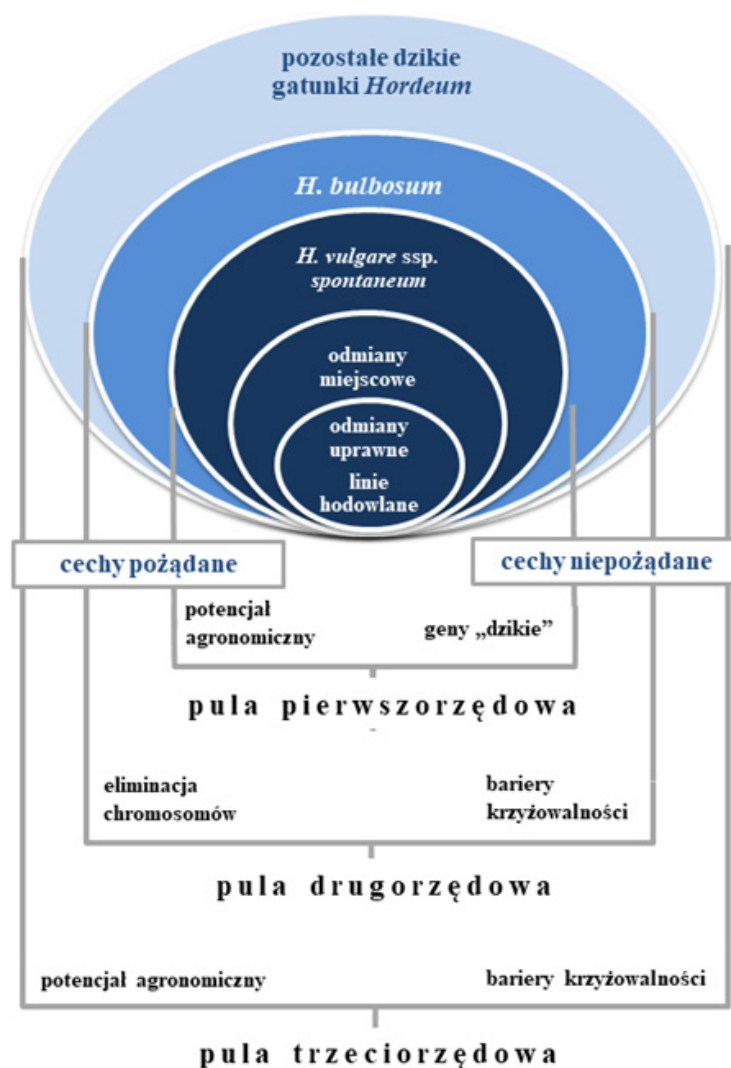 pozostałe dzikie
gatunki Hordeum
H. bulbosum
H. vulgare ssp.
spontaneum
odmiany
miejscowe
odmiany
uprawne
linie
hodowlane
cechy pożądane
cechy niepożądane
potencjał
agronomiczny
geny „dzikie”
pula pierwszorzędowa
eliminacja
chromosomów
bariery
krzyżowalności
pula drugorzędowa
potencjał agronomiczny
bariery krzyżowalności
pula trzeciorzędowa